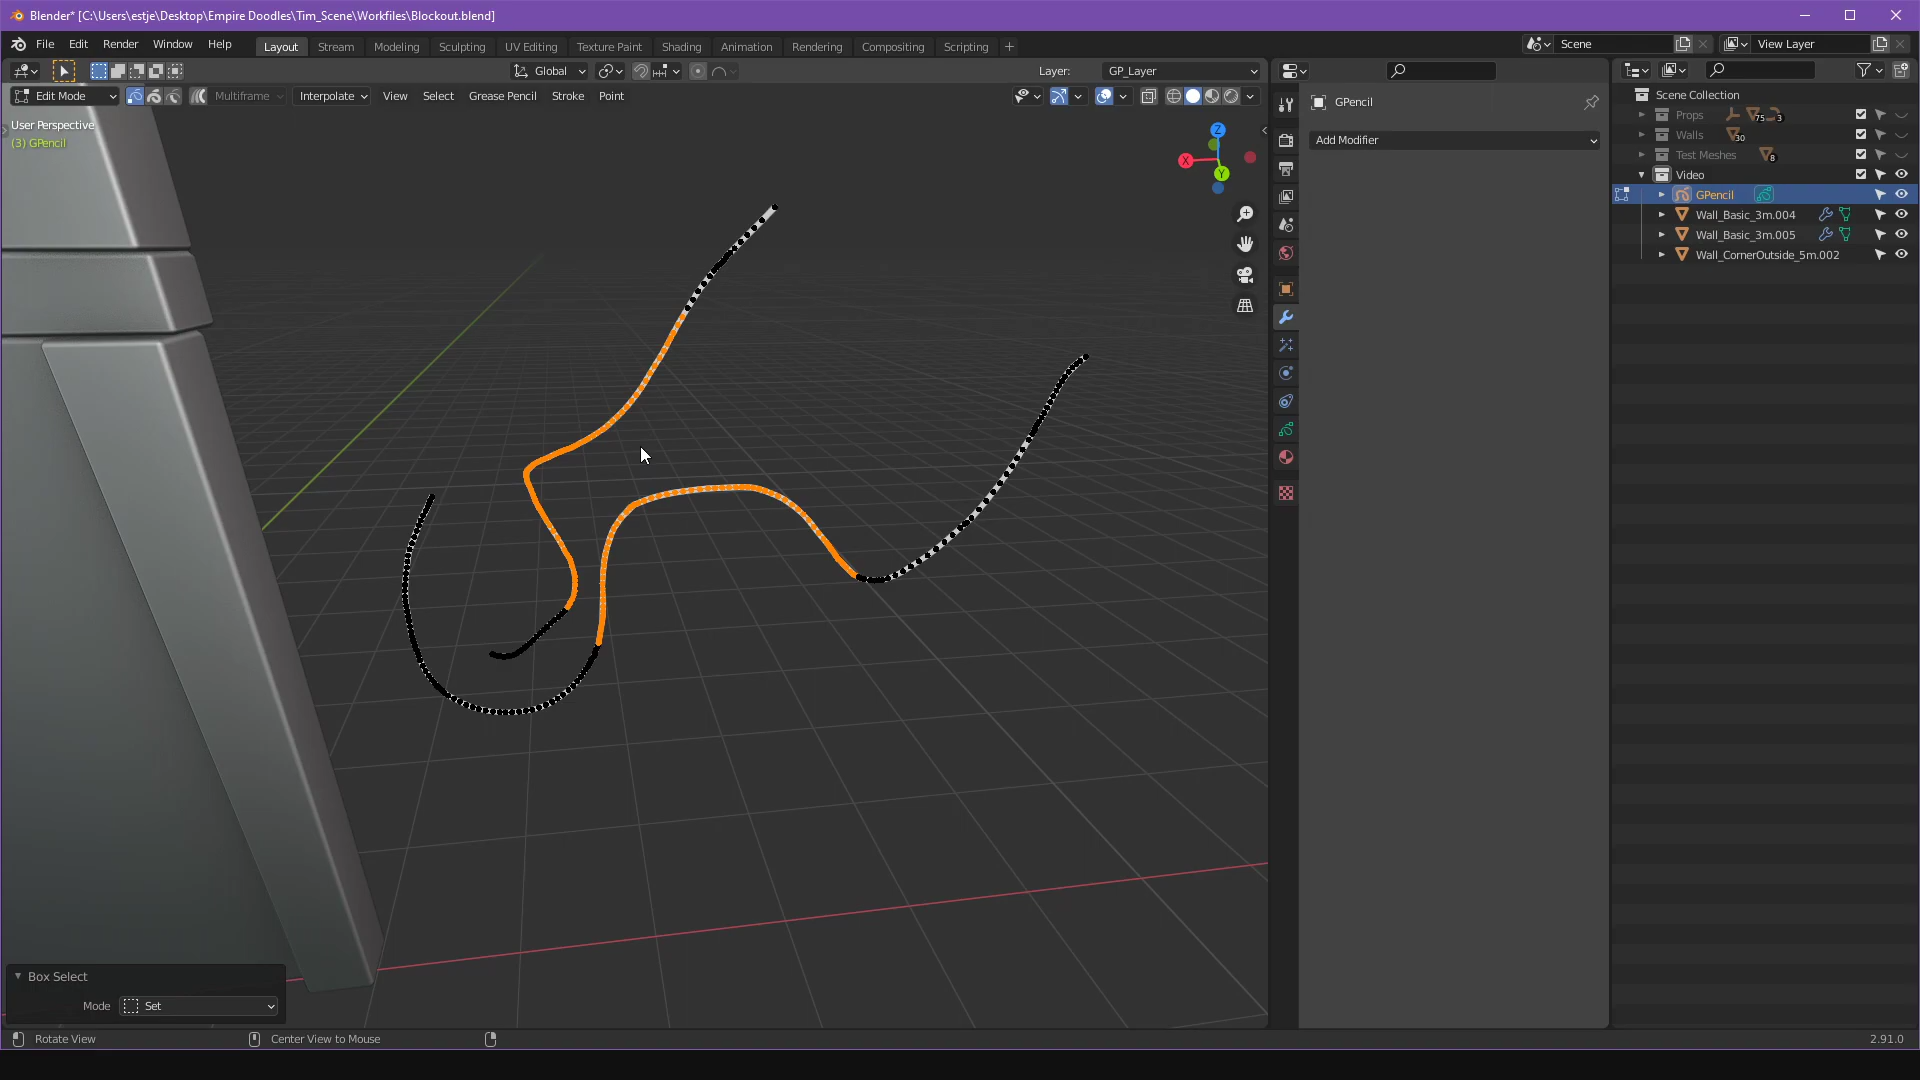 Blender* [C:\Users\estje\Desktop\Empire Doodles\Tim_Scene\Workfiles\Blockout.blend]
File Edit Render Window Help Layout Stream Modeling Sculpting UV Editing Texture Paint Shading Animation Rendering Compositing Scripting + Scene View Layer
Global Layer: GP_Layer
Edit Mode Multiframe Interpolate View Select Grease Pencil Stroke Point
User Perspective
(3) GPencil
Z
X
Y
GPencil
Add Modifier
Scene Collection
Props 75 3
Walls 30
Test Meshes 8
Video
GPencil
Wall_Basic_3m.004
Wall_Basic_3m.005
Wall_CornerOutside_5m.002
Box Select
Mode Set
Rotate View Center View to Mouse 2.91.0